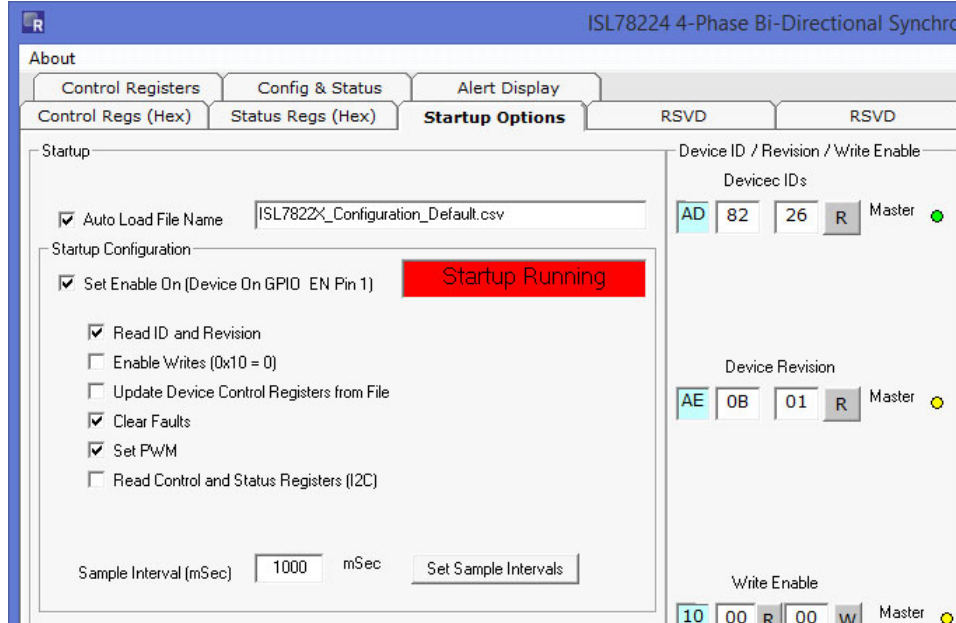 R
ISL78224 4-Phase Bi-Directional Synchro
About
Control Registers Config & Status Alert Display
Control Regs (Hex) Status Regs (Hex) Startup Options RSVD RSVD
Startup
Auto Load File Name ISL7822X_Configuration_Default.csv
Startup Configuration
Set Enable On (Device On GPIO EN Pin 1) Startup Running
Read ID and Revision
Enable Writes (0x10 = 0)
Update Device Control Registers from File
Clear Faults
Set PWM
Read Control and Status Registers (I2C)
Sample Interval (mSec) 1000 mSec Set Sample Intervals
Device ID / Revision / Write Enable
Devicec IDs
AD 82 26 R Master
Device Revision
AE 0B 01 R Master
Write Enable
10 00 R 00 W Master